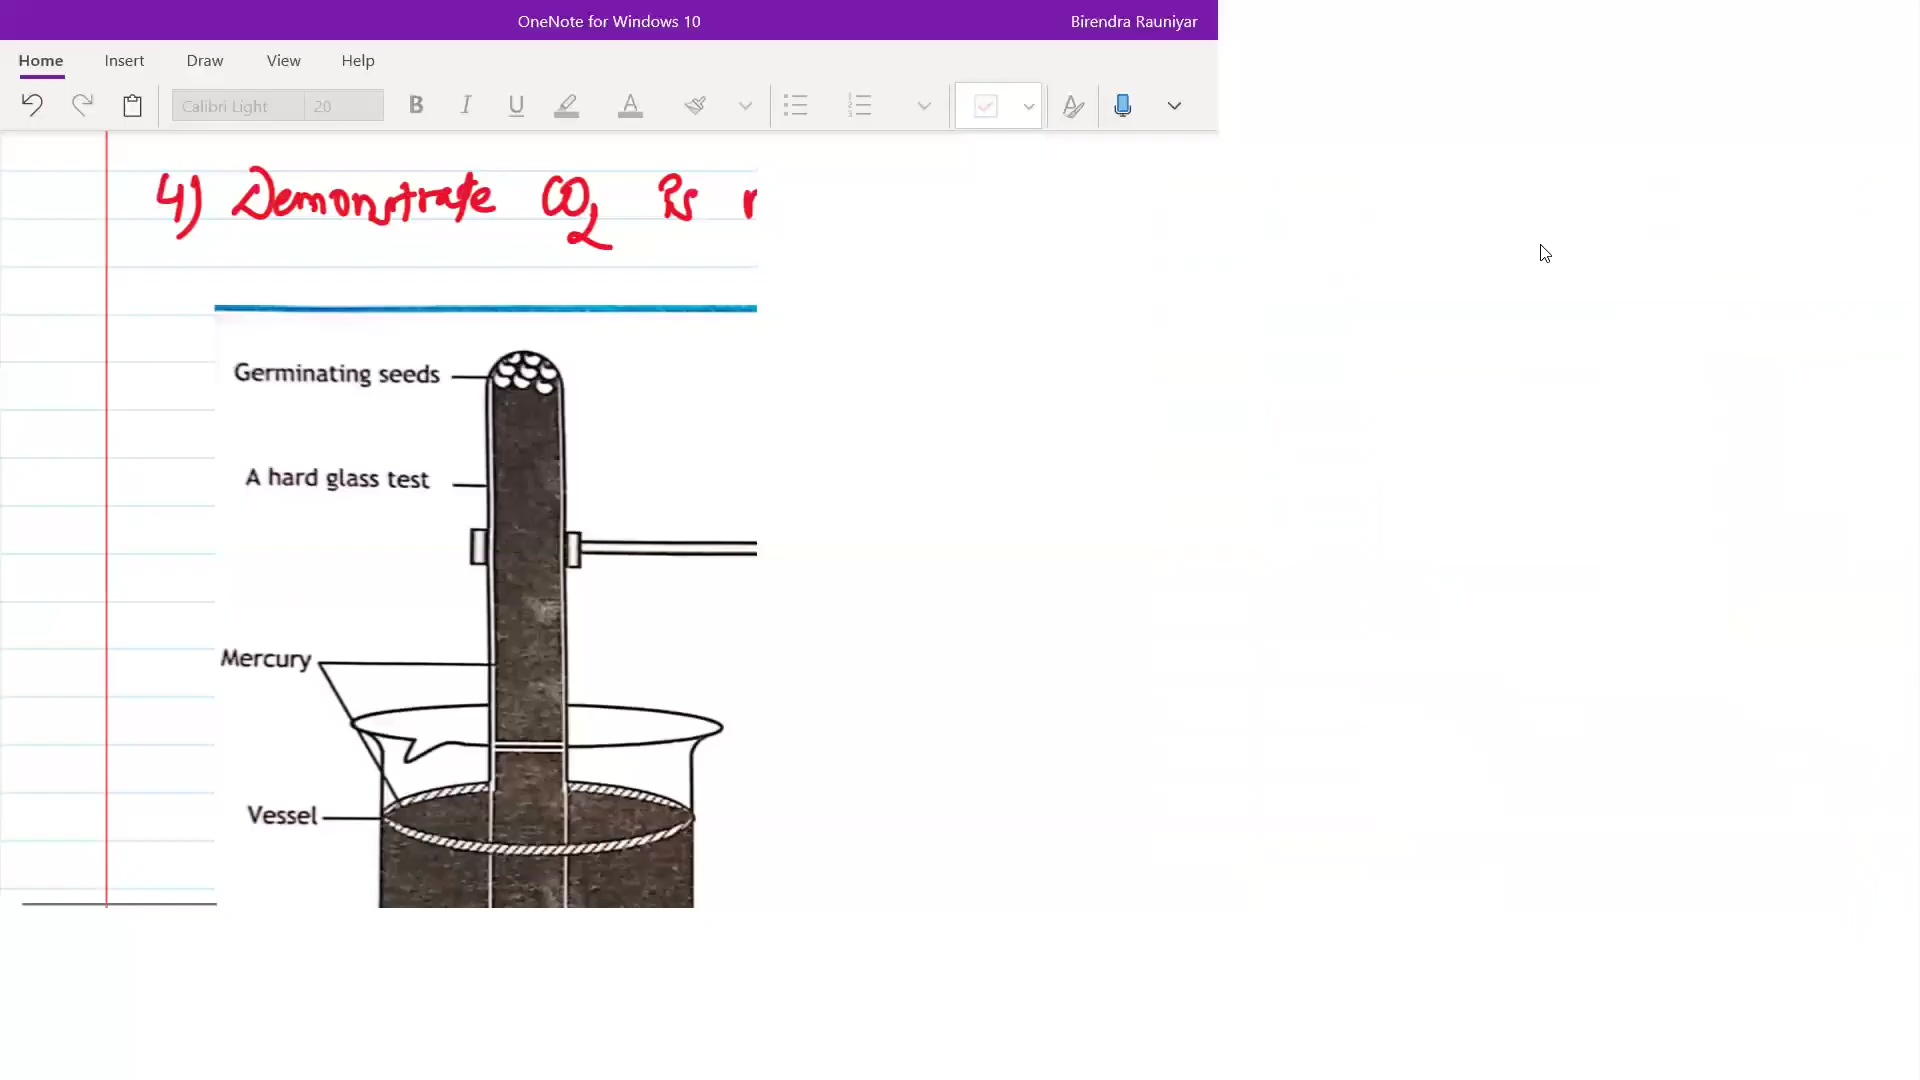 OneNote for Windows 10
Birendra Rauniyar
Home Insert Draw View Help
Calibri Light 20 B I U A
4) Demonstrate CO2 is
Germinating seeds
A hard glass test
Mercury
Vessel